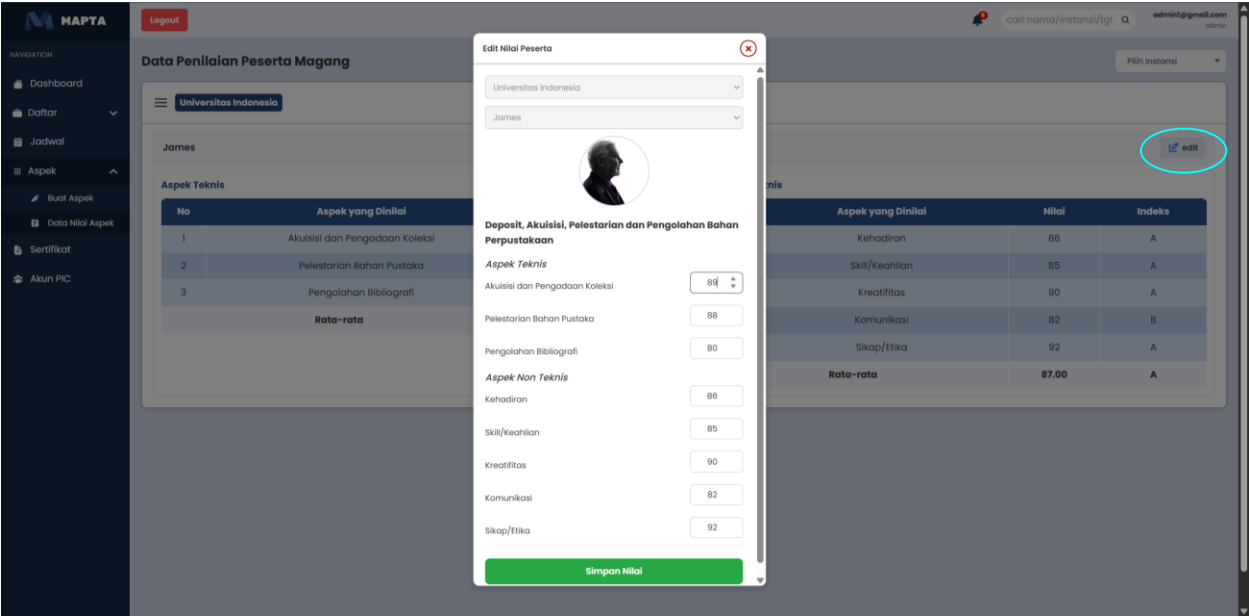 MAPTA
Logout
cari nama/instansi/tgl
admin1@gmail.com
admin
NAVIGATION
Dashboard
Daftar
Jadwal
Aspek
Buat Aspek
Data Nilai Aspek
Sertifikat
Akun PIC
Data Penilaian Peserta Magang
Pilih Instansi
Universitas Indonesia
James
edit
Aspek Teknis
No Aspek yang Dinilai
1 Akuisisi dan Pengadaan Koleksi
2 Pelestarian Bahan Pustaka
3 Pengolahan Bibliografi
Rata-rata
Edit Nilai Peserta
Universitas Indonesia
James
Deposit, Akuisisi, Pelestarian dan Pengolahan Bahan
Perpustakaan
Aspek Teknis
Akuisisi dan Pengadaan Koleksi 89
Pelestarian Bahan Pustaka 88
Pengolahan Bibliografi 80
Aspek Non Teknis
Kehadiran 86
Skill/Keahlian 85
Kreatifitas 90
Komunikasi 82
Sikap/Etika 92
Simpan Nilai
nis
Aspek yang Dinilai Nilai Indeks
Kehadiran 86 A
Skill/Keahlian 85 A
Kreatifitas 90 A
Komunikasi 82 B
Sikap/Etika 92 A
Rata-rata 87.00 A